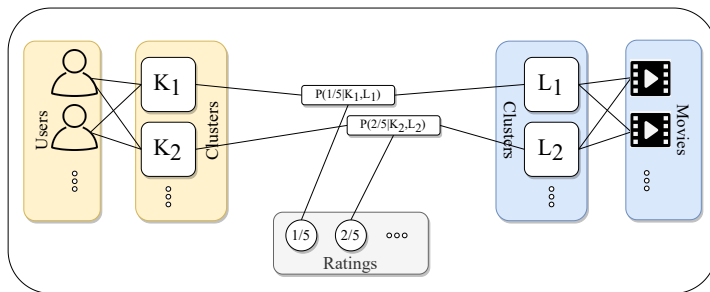 Users
K1
K2
Clusters
P(1/5|K1,L1)
P(2/5|K2,L2)
1/5
2/5
Ratings
Clusters
L1
L2
Movies